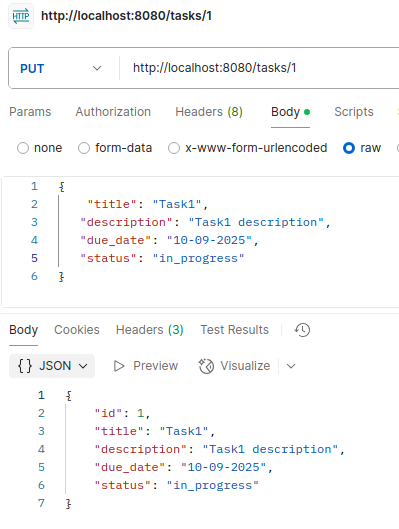 HTTP http://localhost:8080/tasks/1
PUT http://localhost:8080/tasks/1
Params Authorization Headers (8) Body Scripts
none form-data x-www-form-urlencoded raw
1 {
2 "title": "Task1",
3 "description": "Task1 description",
4 "due_date": "10-09-2025",
5 "status": "in_progress"
6 }
Body Cookies Headers (3) Test Results
{} JSON Preview Visualize
1 {
2 "id": 1,
3 "title": "Task1",
4 "description": "Task1 description",
5 "due_date": "10-09-2025",
6 "status": "in_progress"
7 }